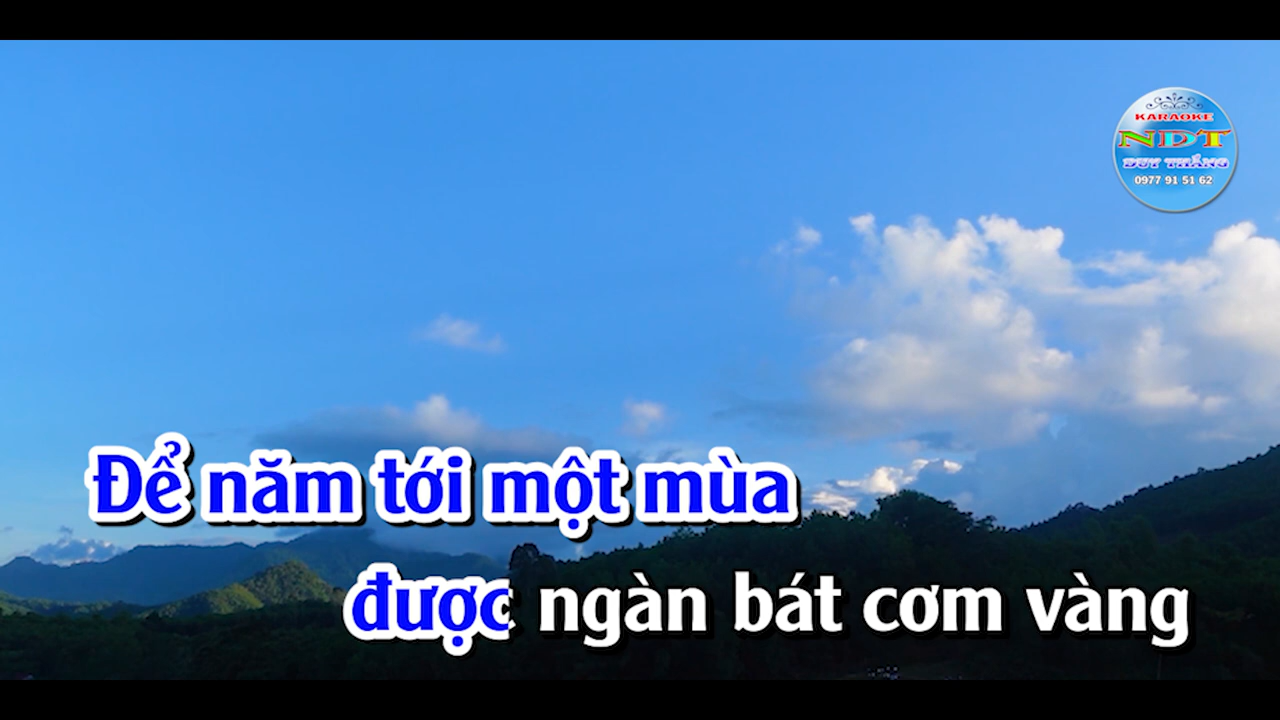 KARAOKE
NDT
DUY THẮNG
0977 91 51 62
Để năm tới một mùa
được ngàn bát cơm vàng